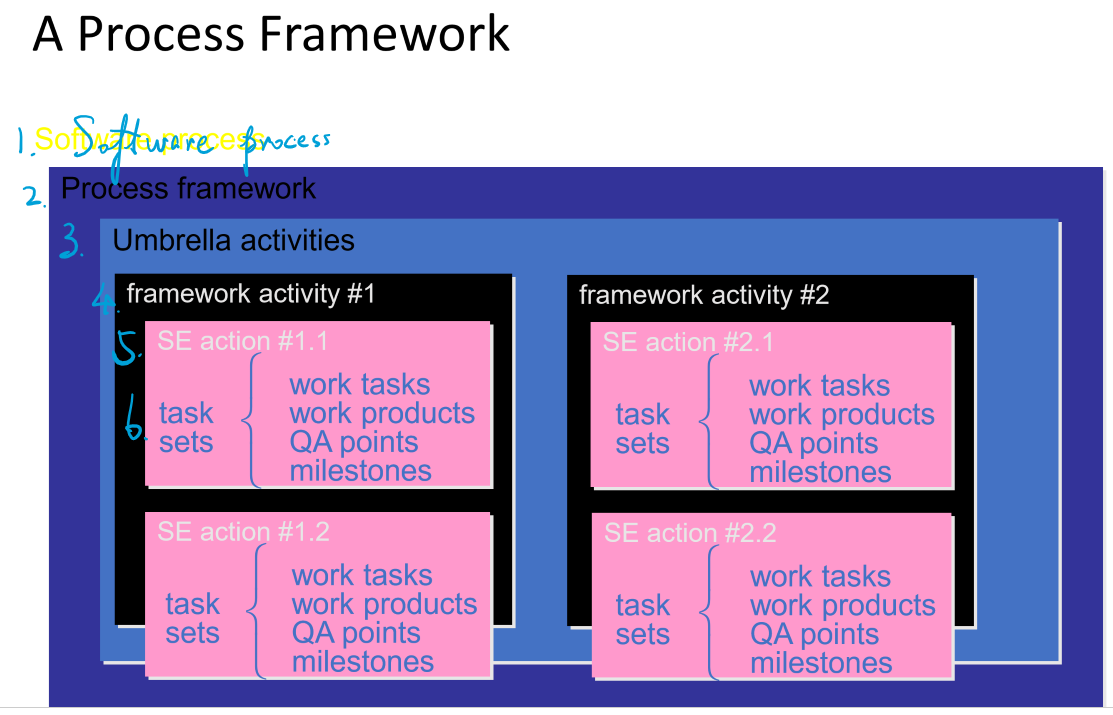 A Process Framework
1. Software process
Software process
2. Process framework
3. Umbrella activities
4. framework activity #1
5. SE action #1.1
6. task sets
work tasks
work products
QA points
milestones
SE action #1.2
task sets
work tasks
work products
QA points
milestones
framework activity #2
SE action #2.1
task sets
work tasks
work products
QA points
milestones
SE action #2.2
task sets
work tasks
work products
QA points
milestones